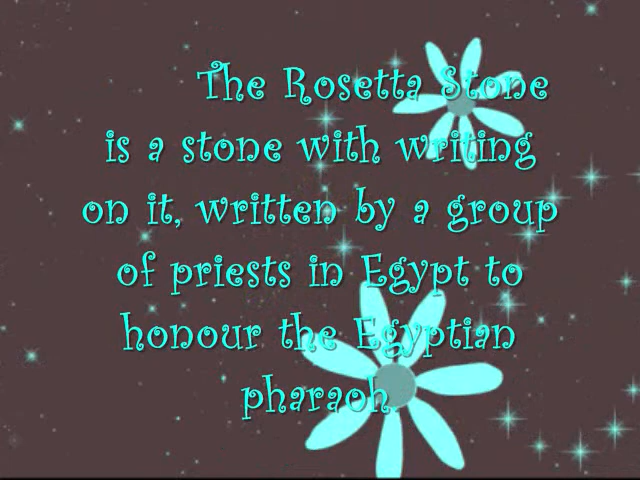 The Rosetta Stone
is a stone with writing
on it, written by a group
of priests in Egypt to
honour the Egyptian
pharaoh.